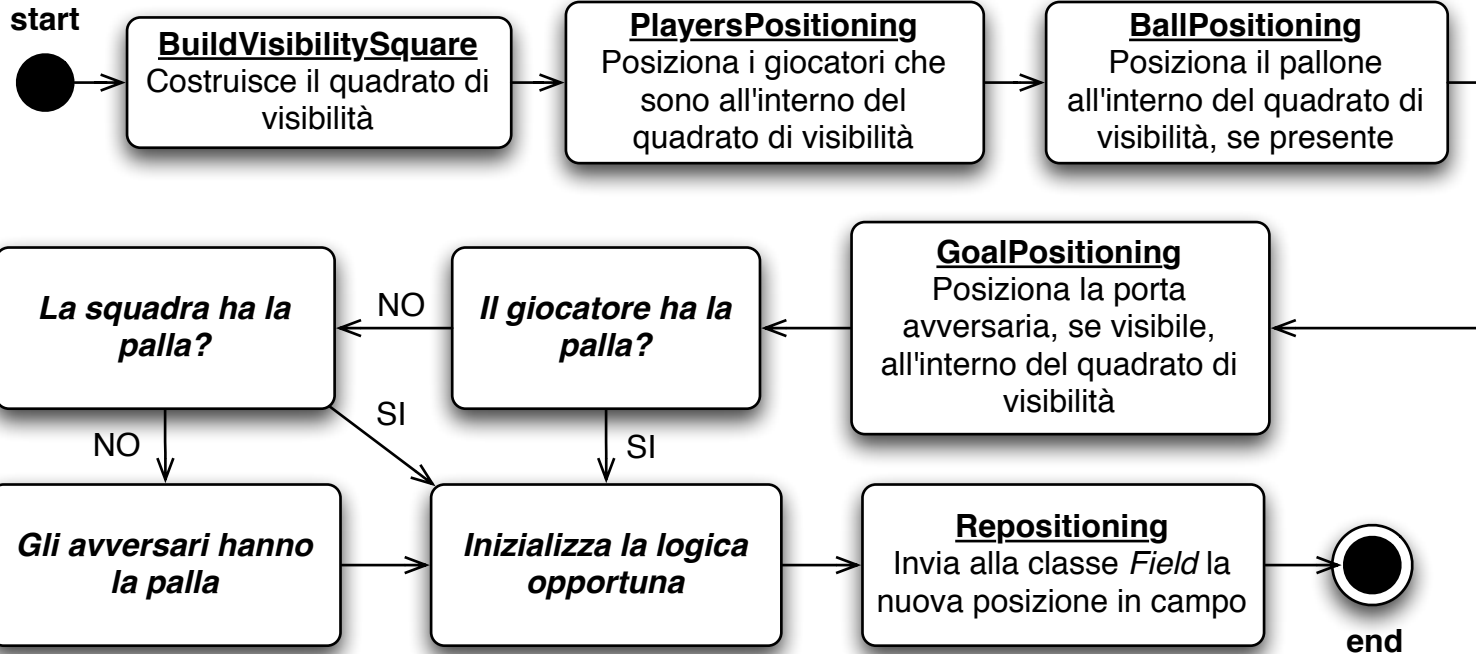 start
BuildVisibilitySquare
Costruisce il quadrato di
visibilità
PlayersPositioning
Posiziona i giocatori che
sono all'interno del
quadrato di visibilità
BallPositioning
Posiziona il pallone
all'interno del quadrato di
visibilità, se presente
GoalPositioning
Posiziona la porta
avversaria, se visibile,
all'interno del quadrato di
visibilità
Il giocatore ha la
palla?
NO
SI
La squadra ha la
palla?
SI
NO
Gli avversari hanno
la palla
Inizializza la logica
opportuna
Repositioning
Invia alla classe Field la
nuova posizione in campo
end